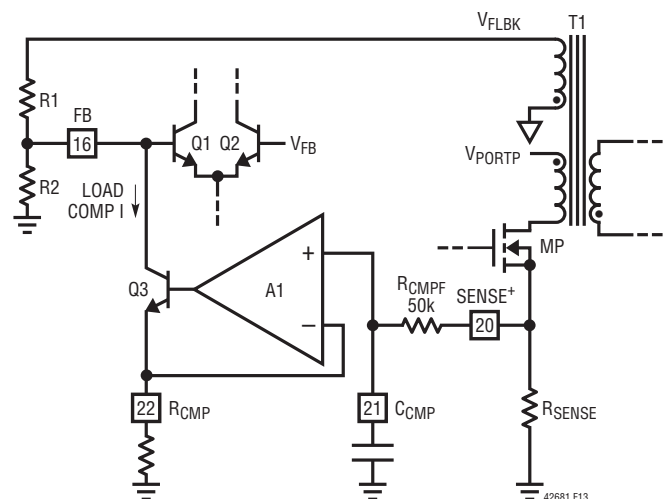 VFLBK
T1
R1
FB
16
Q1
Q2
VFB
R2
LOAD
COMP I
VPORTP
MP
Q3
A1
+
−
RCMPF
50k
SENSE+
20
22
RCMP
21
CCMP
RSENSE
42681 F13